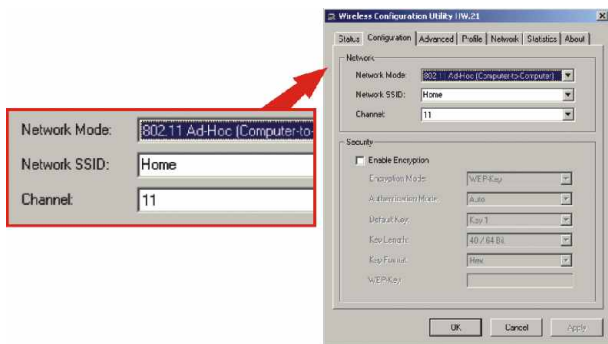 Wireless Configuration Utility HW.21
Status Configuration Advanced Profile Network Statistics About
Network
Network Mode: 802.11 Ad-Hoc (Computer-to-Computer)
Network SSID: Home
Channel: 11
Network Mode: 802.11 Ad-Hoc (Computer-to-
Network SSID: Home
Channel: 11
Security
Enable Encryption
Encryption Mode: WEP-Key
Authentication Mode: Auto
Default Key: Key 1
Key Length: 40 / 64 Bit
Key Format: Hex
WEP-Key:
OK Cancel Apply